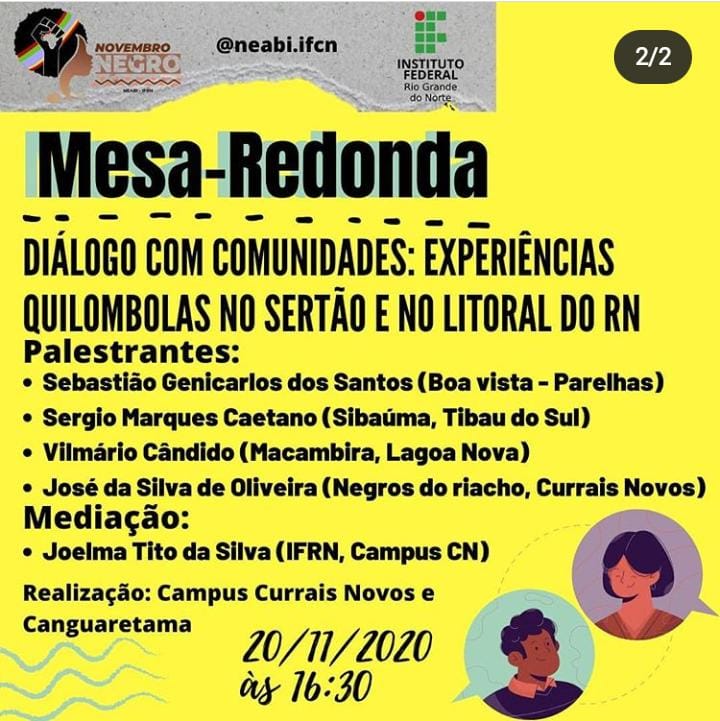 NOVEMBRO
NEGRO
NEABI - IFRN
@neabi.ifcn
INSTITUTO
FEDERAL
Rio Grande
do Norte
2/2
Mesa-Redonda
DIÁLOGO COM COMUNIDADES: EXPERIÊNCIAS
QUILOMBOLAS NO SERTÃO E NO LITORAL DO RN
Palestrantes:
• Sebastião Genicarlos dos Santos (Boa vista - Parelhas)
• Sergio Marques Caetano (Sibaúma, Tibau do Sul)
• Vilmário Cândido (Macambira, Lagoa Nova)
• José da Silva de Oliveira (Negros do riacho, Currais Novos)
Mediação:
• Joelma Tito da Silva (IFRN, Campus CN)
Realização: Campus Currais Novos e
Canguaretama
20/11/2020
às 16:30